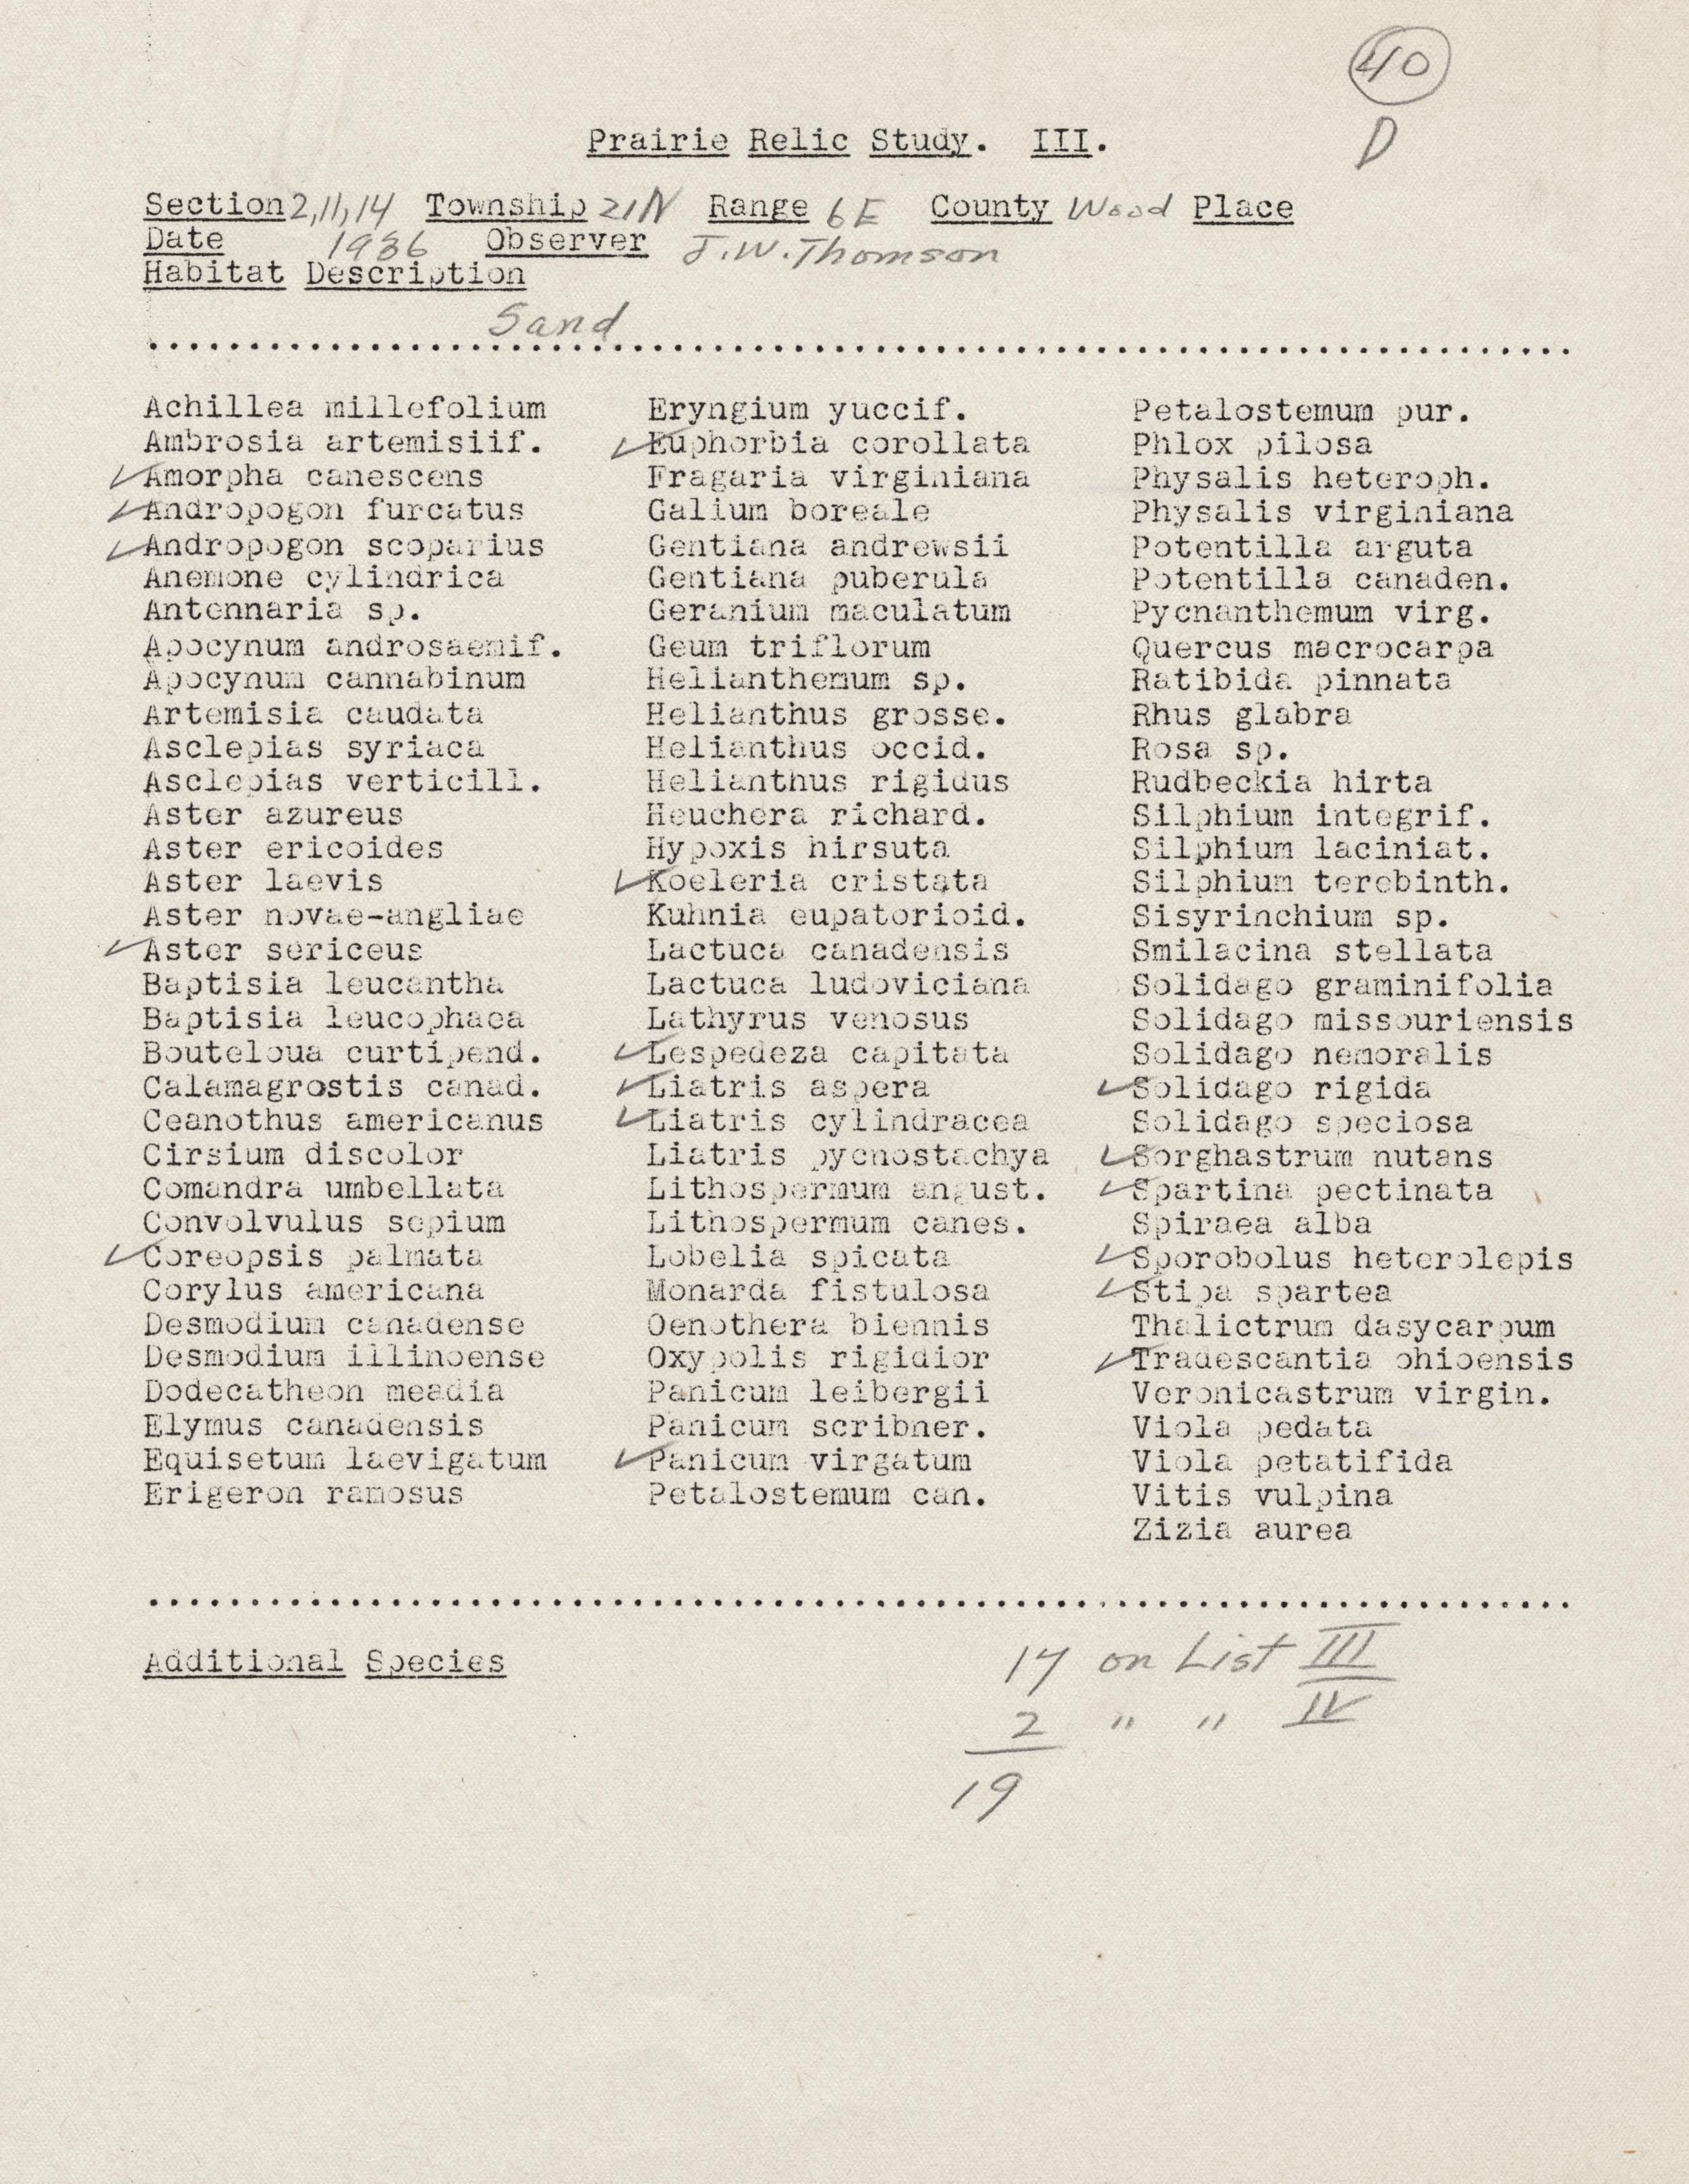 40
D
Prairie Relic Study. III.
Section 2,11,14 Township 21N Range 6E County Wood Place
Date 1936 Observer J.W.Thomson
Habitat Description
Sand
Achillea millefolium
Ambrosia artemisiif.
✓Amorpha canescens
✓Andropogon furcatus
✓Andropogon scoparius
Anemone cylindrica
Antennaria sp.
Apocynum androsaemif.
Apocynum cannabinum
Artemisia caudata
Asclepias syriaca
Asclepias verticill.
Aster azureus
Aster ericoides
Aster laevis
Aster novae-angliae
✓Aster sericeus
Baptisia leucantha
Baptisia leucophaea
Bouteloua curtipend.
Calamagrostis canad.
Ceanothus americanus
Cirsium discolor
Comandra umbellata
Convolvulus sepium
✓Coreopsis palmata
Corylus americana
Desmodium canadense
Desmodium illinoense
Dodecatheon meadia
Elymus canadensis
Equisetum laevigatum
Erigeron ramosus
Eryngium yuccif.
✓Euphorbia corollata
Fragaria virginiana
Galium boreale
Gentiana andrewsii
Gentiana puberula
Geranium maculatum
Geum triflorum
Helianthemum sp.
Helianthus grosse.
Helianthus occid.
Helianthus rigidus
Heuchera richard.
Hypoxis hirsuta
✓Koeleria cristata
Kuhnia eupatorioid.
Lactuca canadensis
Lactuca ludoviciana
Lathyrus venosus
✓Lespedeza capitata
✓Liatris aspera
✓Liatris cylindracea
Liatris pycnostachya
Lithospermum angust.
Lithospermum canes.
Lobelia spicata
Monarda fistulosa
Oenothera biennis
Oxypolis rigidior
Panicum leibergii
Panicum scribner.
✓Panicum virgatum
Petalostemum can.
Petalostemum pur.
Phlox pilosa
Physalis heteroph.
Physalis virginiana
Potentilla arguta
Potentilla canaden.
Pycnanthemum virg.
Quercus macrocarpa
Ratibida pinnata
Rhus glabra
Rosa sp.
Rudbeckia hirta
Silphium integrif.
Silphium laciniat.
Silphium terebinth.
Sisyrinchium sp.
Smilacina stellata
Solidago graminifolia
Solidago missouriensis
Solidago nemoralis
✓Solidago rigida
Solidago speciosa
✓Sorghastrum nutans
✓Spartina pectinata
Spiraea alba
✓Sporobolus heterolepis
✓Stipa spartea
Thalictrum dasycarpum
✓Tradescantia ohioensis
Veronicastrum virgin.
Viola pedata
Viola petatifida
Vitis vulpina
Zizia aurea
Additional Species
17 on List III
2 " " IV
19